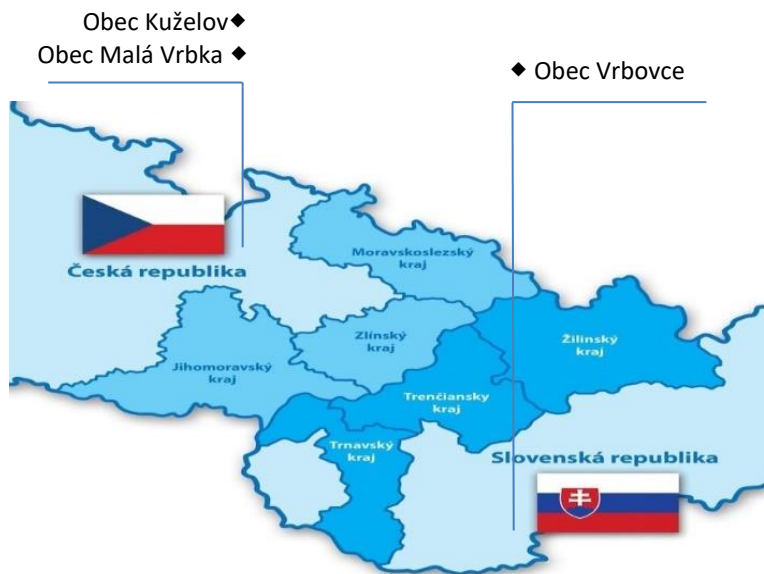 Obec Kuželov◆
Obec Malá Vrbka ◆
◆ Obec Vrbovce
Moravskoslezský
kraj
Česká republika
Zlínský
kraj
Žilinský
kraj
Jihomoravský
kraj
Trenčiansky
kraj
Trnavský
kraj
Slovenská republika